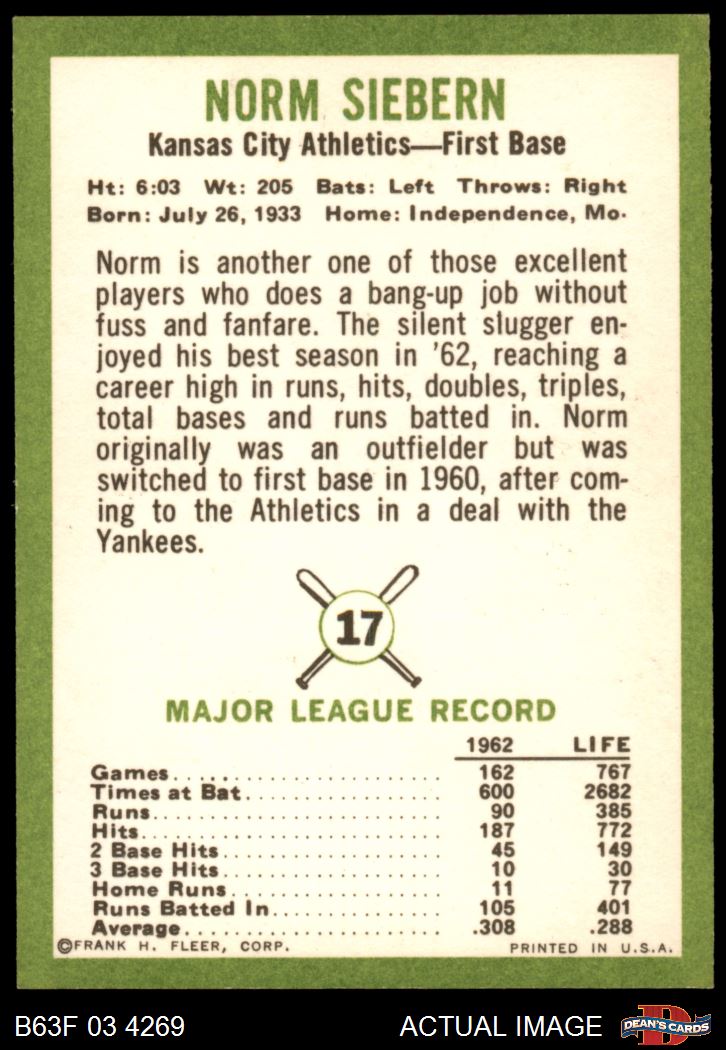 NORM SIEBERN
Kansas City Athletics—First Base
Ht: 6:03 Wt: 205 Bats: Left Throws: Right
Born: July 26, 1933 Home: Independence, Mo.
Norm is another one of those excellent
players who does a bang-up job without
fuss and fanfare. The silent slugger en-
joyed his best season in '62, reaching a
career high in runs, hits, doubles, triples,
total bases and runs batted in. Norm
originally was an outfielder but was
switched to first base in 1960, after com-
ing to the Athletics in a deal with the
Yankees.
17
MAJOR LEAGUE RECORD
1962 LIFE
Games 162 767
Times at Bat 600 2682
Runs 90 385
Hits 187 772
2 Base Hits 45 149
3 Base Hits 10 30
Home Runs 11 77
Runs Batted In 105 401
Average .308 .288
©FRANK H. FLEER, CORP. PRINTED IN U.S.A.
B63F 03 4269 ACTUAL IMAGE D DEAN'S CARDS